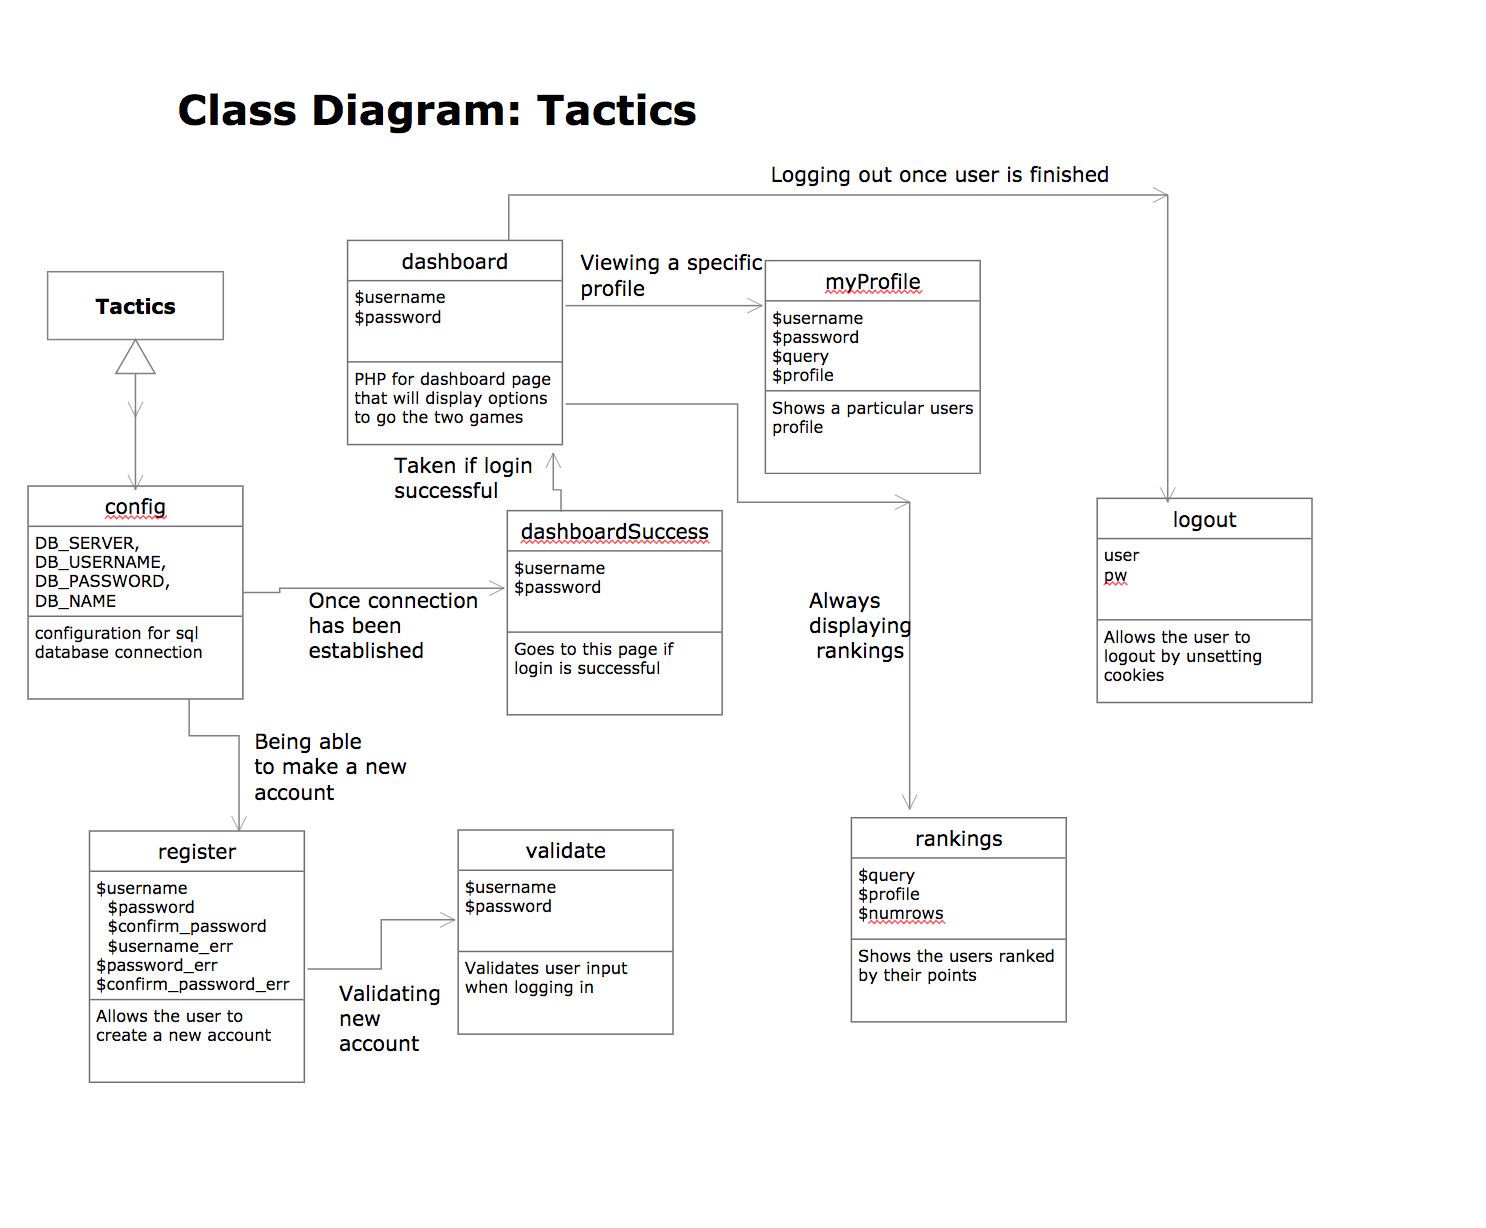 Class Diagram: Tactics
Logging out once user is finished
dashboard
$username
$password
PHP for dashboard page
that will display options
to go the two games
Viewing a specific
profile
myProfile
$username
$password
$query
$profile
Shows a particular users
profile
Tactics
Taken if login
successful
config
DB_SERVER,
DB_USERNAME,
DB_PASSWORD,
DB_NAME
configuration for sql
database connection
Once connection
has been
established
dashboardSuccess
$username
$password
Goes to this page if
login is successful
Always
displaying
rankings
logout
user
pw
Allows the user to
logout by unsetting
cookies
Being able
to make a new
account
register
$username
$password
$confirm_password
$username_err
$password_err
$confirm_password_err
Allows the user to
create a new account
Validating
new
account
validate
$username
$password
Validates user input
when logging in
rankings
$query
$profile
$numrows
Shows the users ranked
by their points